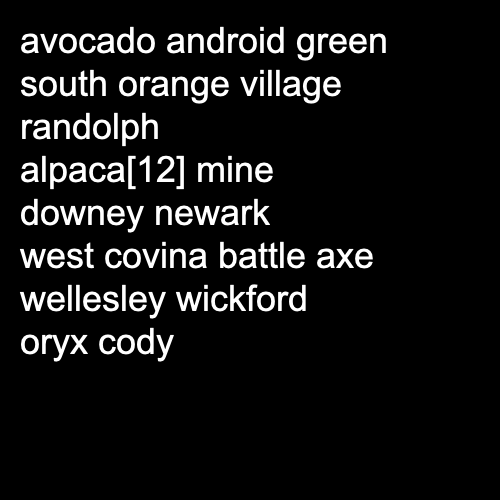 avocado android green
south orange village
randolph
alpaca[12] mine
downey newark
west covina battle axe
wellesley wickford
oryx cody